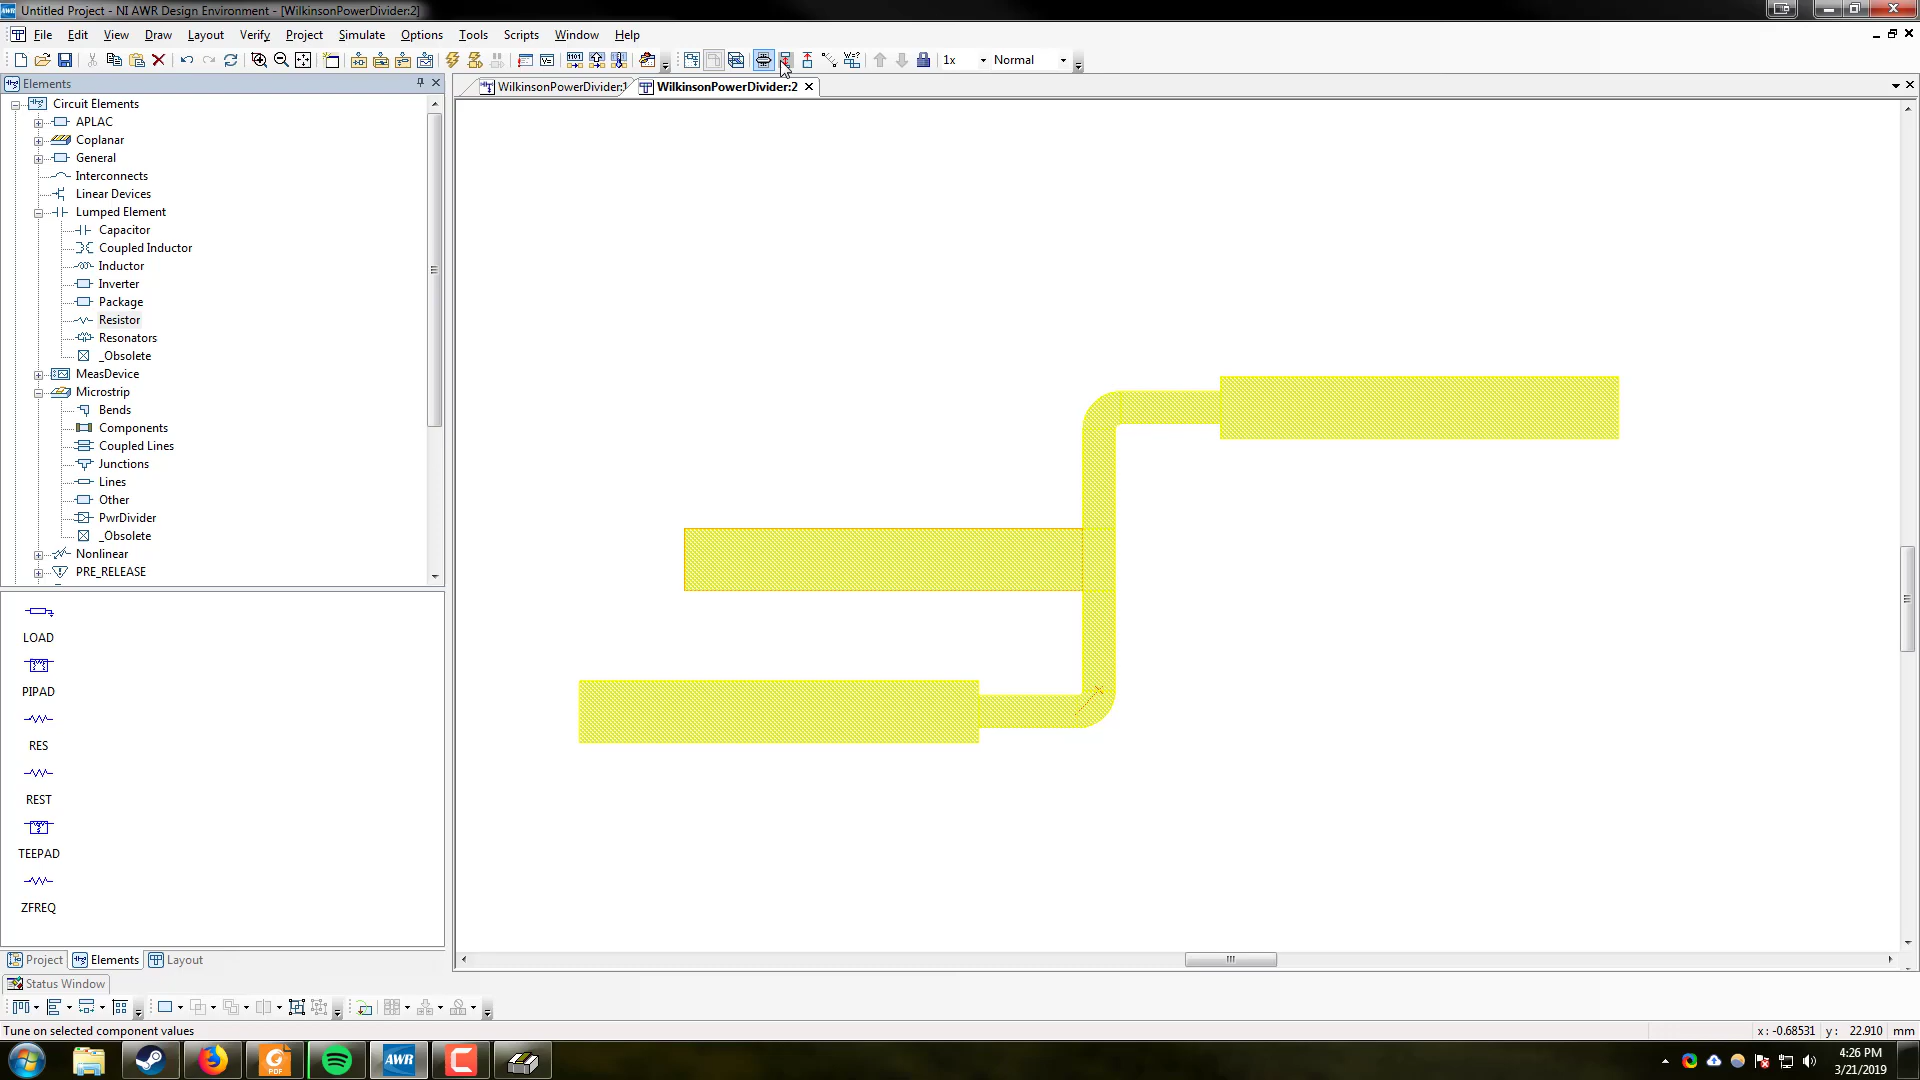 AWR Untitled Project - NI AWR Design Environment - [WilkinsonPowerDivider:2]
File Edit View Draw Layout Verify Project Simulate Options Tools Scripts Window Help
1x Normal
Elements
WilkinsonPowerDivider:1 WilkinsonPowerDivider:2
Circuit Elements
APLAC
Coplanar
General
Interconnects
Linear Devices
Lumped Element
Capacitor
Coupled Inductor
Inductor
Inverter
Package
Resistor
Resonators
_Obsolete
MeasDevice
Microstrip
Bends
Components
Coupled Lines
Junctions
Lines
Other
PwrDivider
_Obsolete
Nonlinear
PRE_RELEASE
LOAD
PIPAD
RES
REST
TEEPAD
ZFREQ
Project Elements Layout
Status Window
Tune on selected component values
x: -0.68531 y: 22.910 mm
PDF
AWR
4:26 PM
3/21/2019